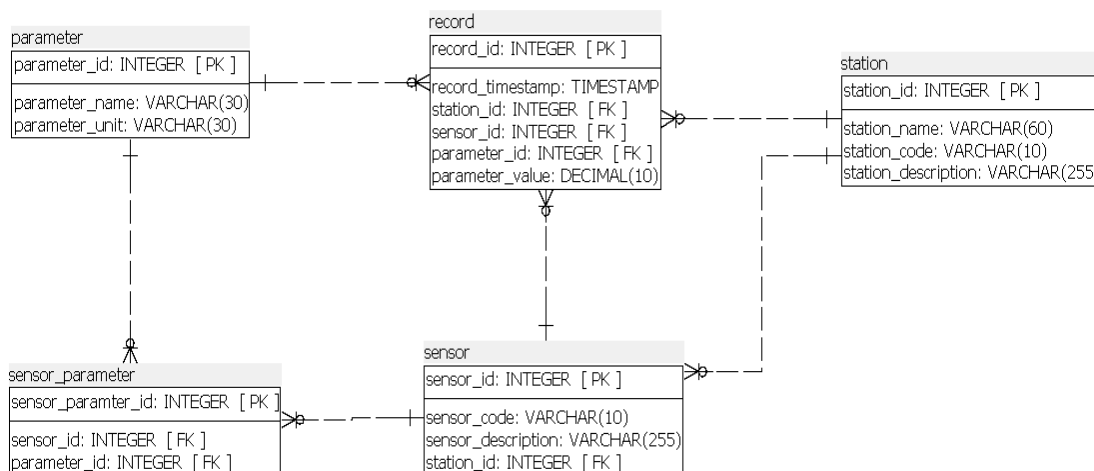 parameter
parameter_id: INTEGER [ PK ]
parameter_name: VARCHAR(30)
parameter_unit: VARCHAR(30)
record
record_id: INTEGER [ PK ]
record_timestamp: TIMESTAMP
station_id: INTEGER [ FK ]
sensor_id: INTEGER [ FK ]
parameter_id: INTEGER [ FK ]
parameter_value: DECIMAL(10)
station
station_id: INTEGER [ PK ]
station_name: VARCHAR(60)
station_code: VARCHAR(10)
station_description: VARCHAR(255
sensor_parameter
sensor_paramter_id: INTEGER [ PK ]
sensor_id: INTEGER [ FK ]
parameter_id: INTEGER [ FK ]
sensor
sensor_id: INTEGER [ PK ]
sensor_code: VARCHAR(10)
sensor_description: VARCHAR(255)
station_id: INTEGER [ FK ]